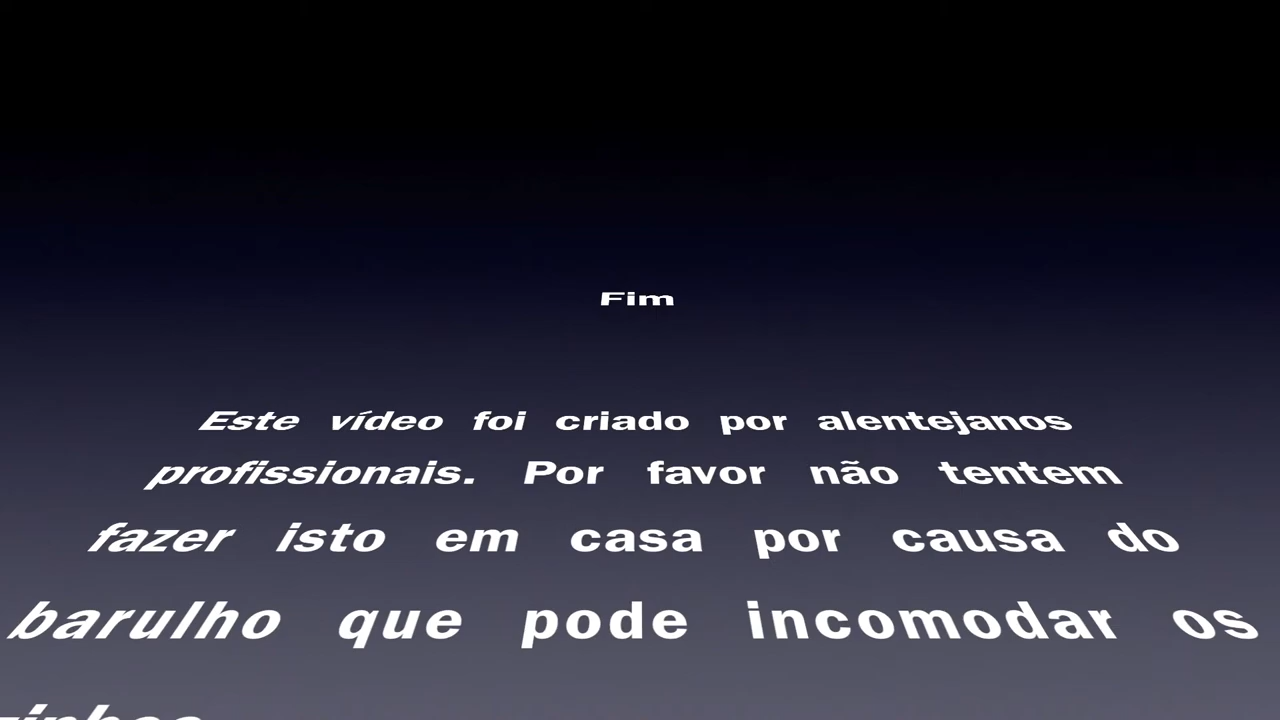 Fim
Este vídeo foi criado por alentejanos
profissionais. Por favor não tentem
fazer isto em casa por causa do
barulho que pode incomodar os